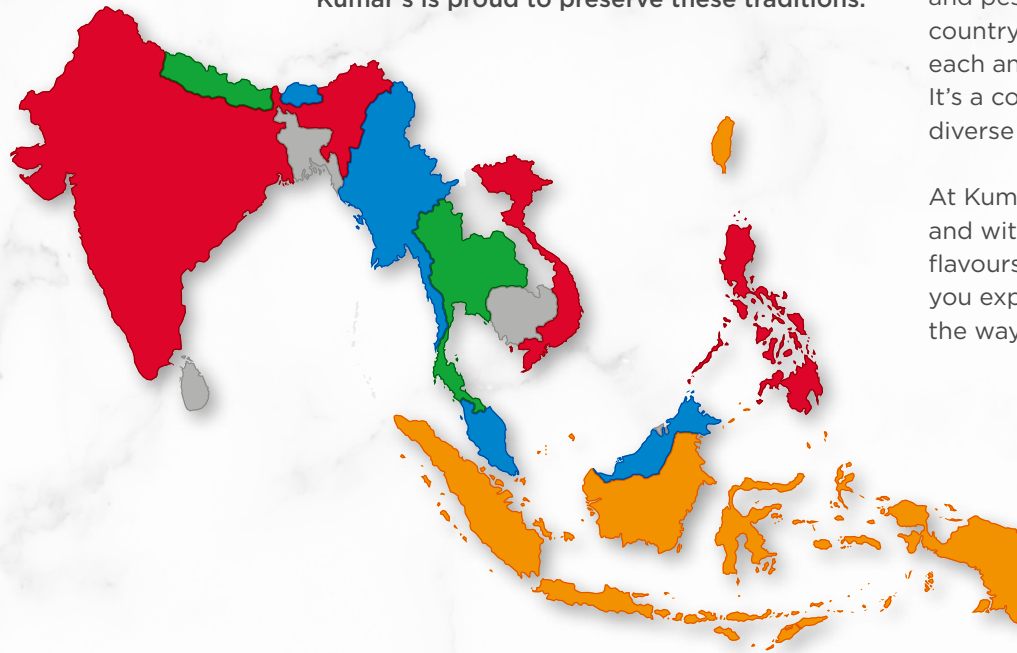 Kumar's is proud to preserve these traditions.
country
each an
It's a co
diverse
At Kum
and wit
flavours
you exp
the way